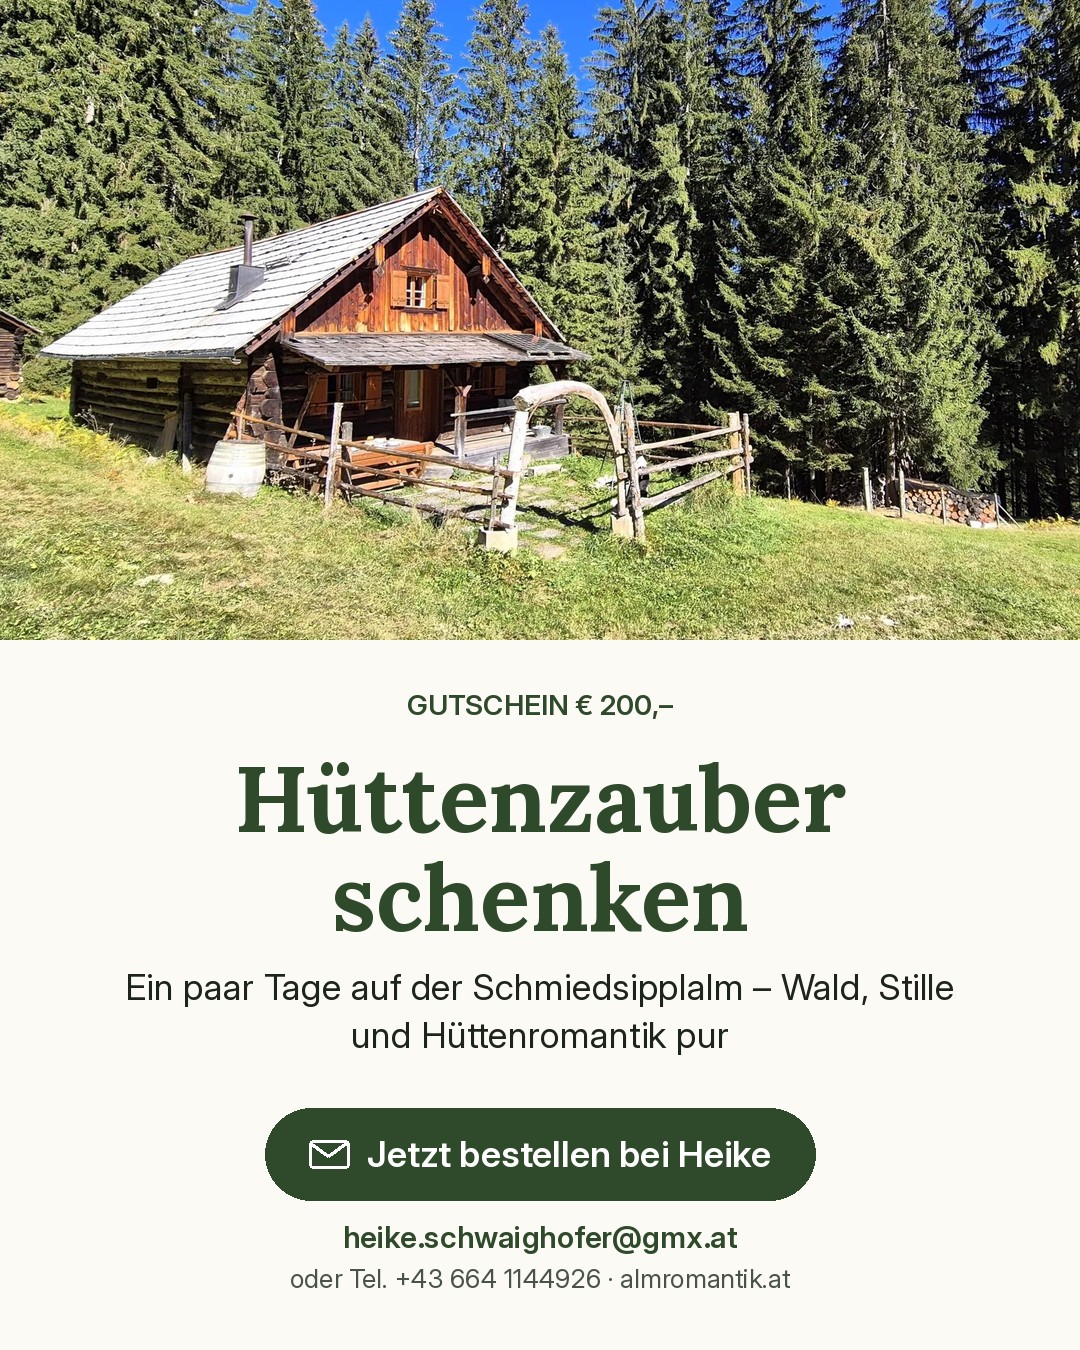 GUTSCHEIN € 200,–
Hüttenzauber
schenken
Ein paar Tage auf der Schmiedsipplalm – Wald, Stille
und Hüttenromantik pur
Jetzt bestellen bei Heike
heike.schwaighofer@gmx.at
oder Tel. +43 664 1144926 · almromantik.at